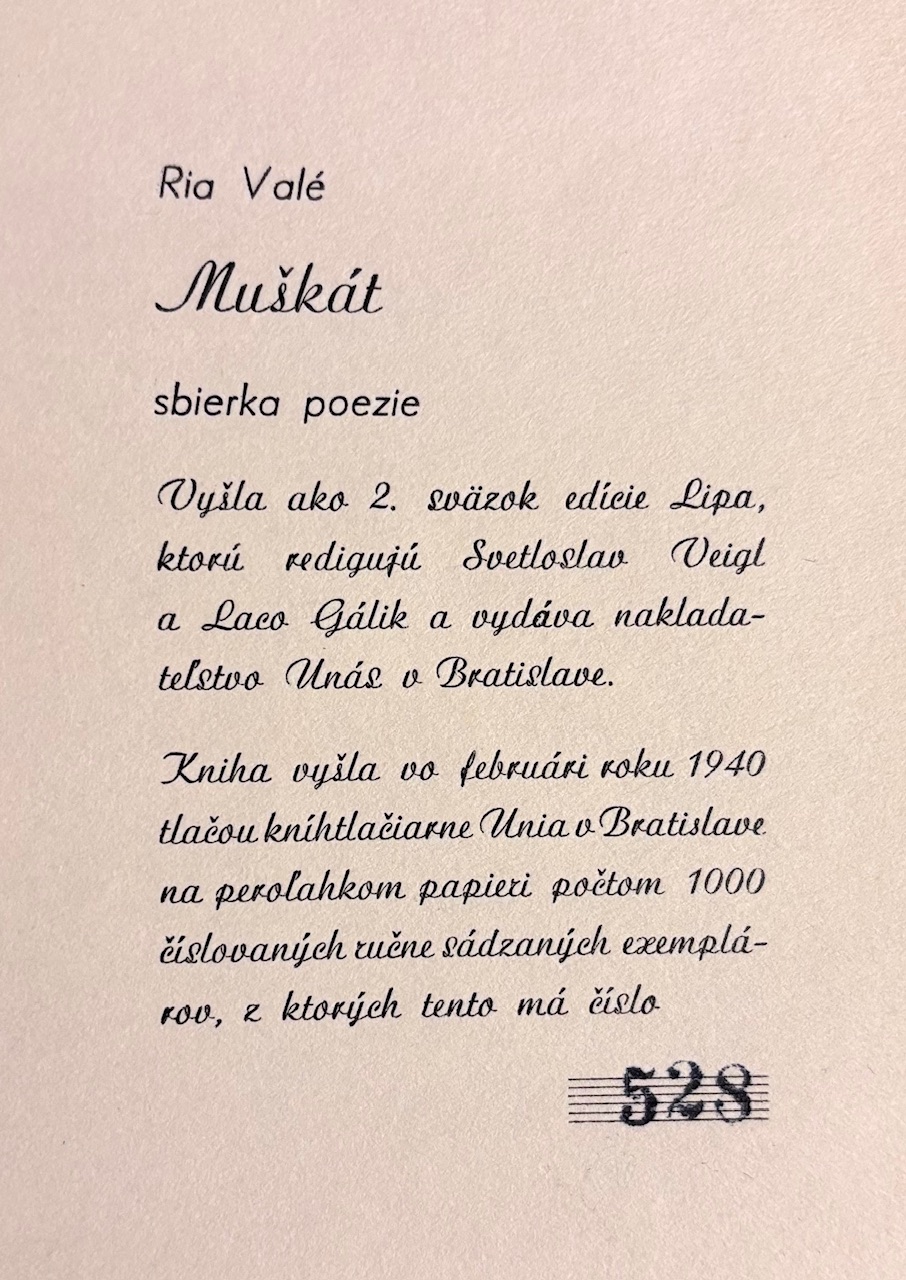 Ria Valé
Muškát
sbierka poezie
Vyšla ako 2. sväzok edície Lipa,
ktorú redigujú Svetloslav Veigl
a Laco Gálik a vydáva naklada-
teľstvo Unás v Bratislave.
Kniha vyšla vo februári roku 1940
tlačou kníhtlačiarne Unia v Bratislave
na peroľahkom papieri počtom 1000
číslovaných ručne sádzaných exemplá-
rov, z ktorých tento má číslo
528